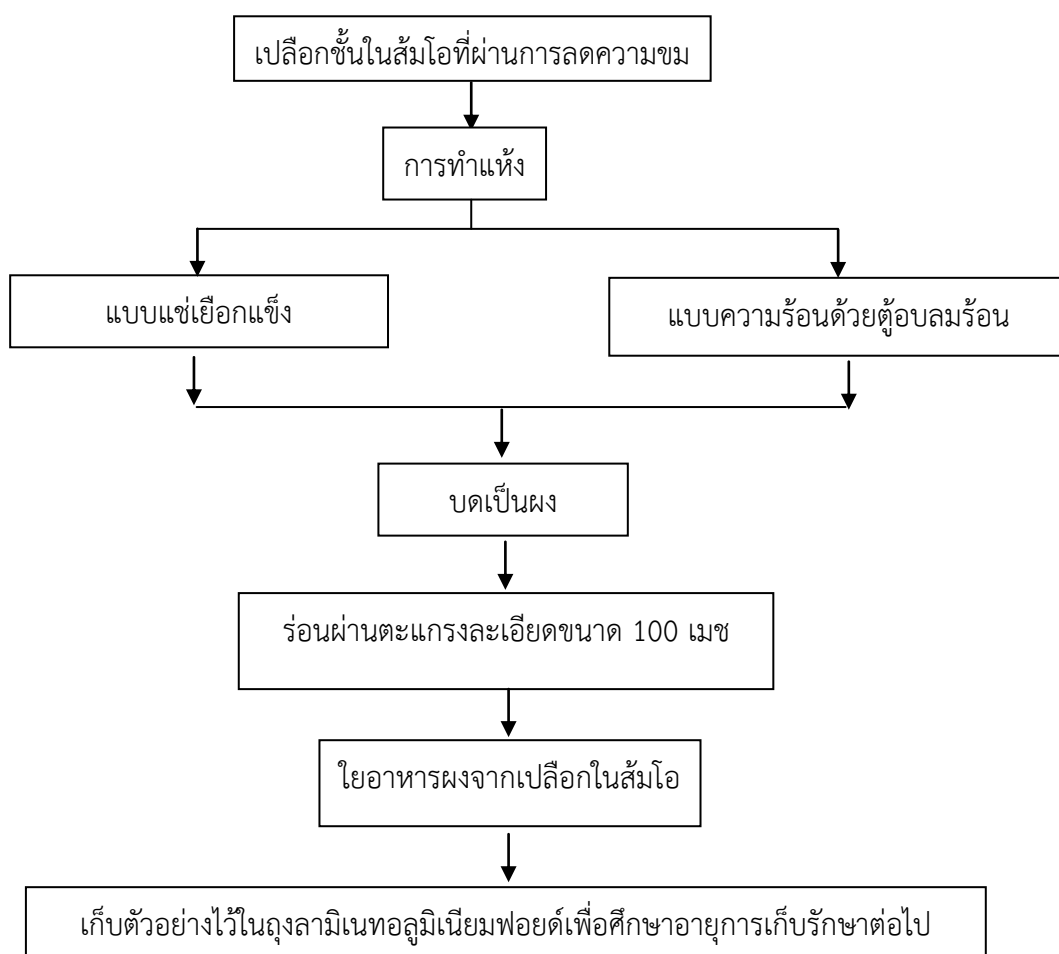 เปลือกชั้นในส้มโอที่ผ่านการลดความขม
การทำแห้ง
แบบแช่เยือกแข็ง
แบบความร้อนด้วยตู้อบลมร้อน
บดเป็นผง
ร่อนผ่านตะแกรงละเอียดขนาด 100 เมช
ใยอาหารผงจากเปลือกในส้มโอ
เก็บตัวอย่างไว้ในถุงลามิเนทอลูมิเนียมฟอยด์เพื่อศึกษาอายุการเก็บรักษาต่อไป